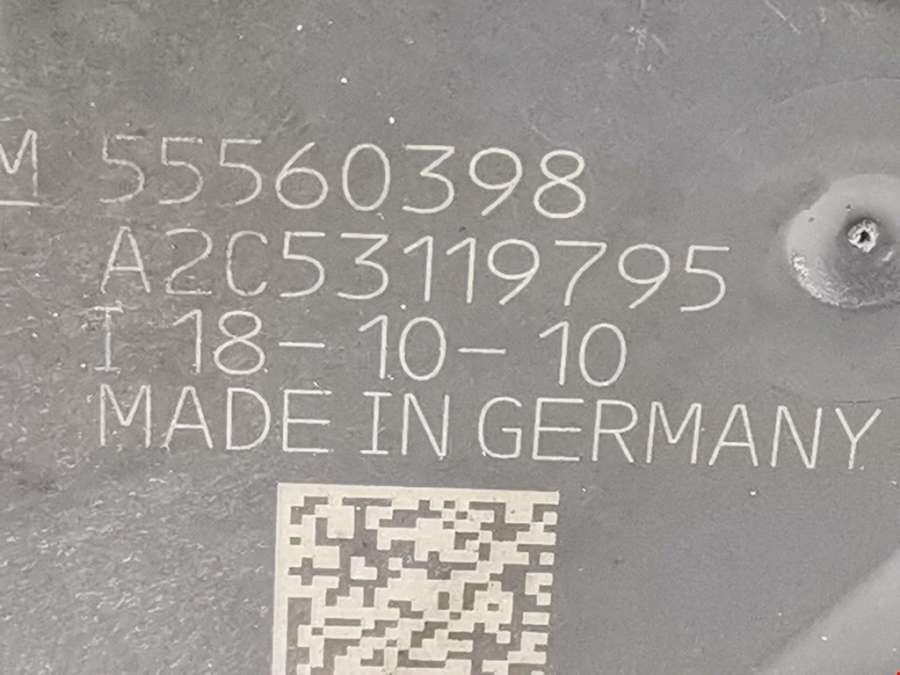 M 55560398
A2C53119795
I 18-10-10
MADE IN GERMANY